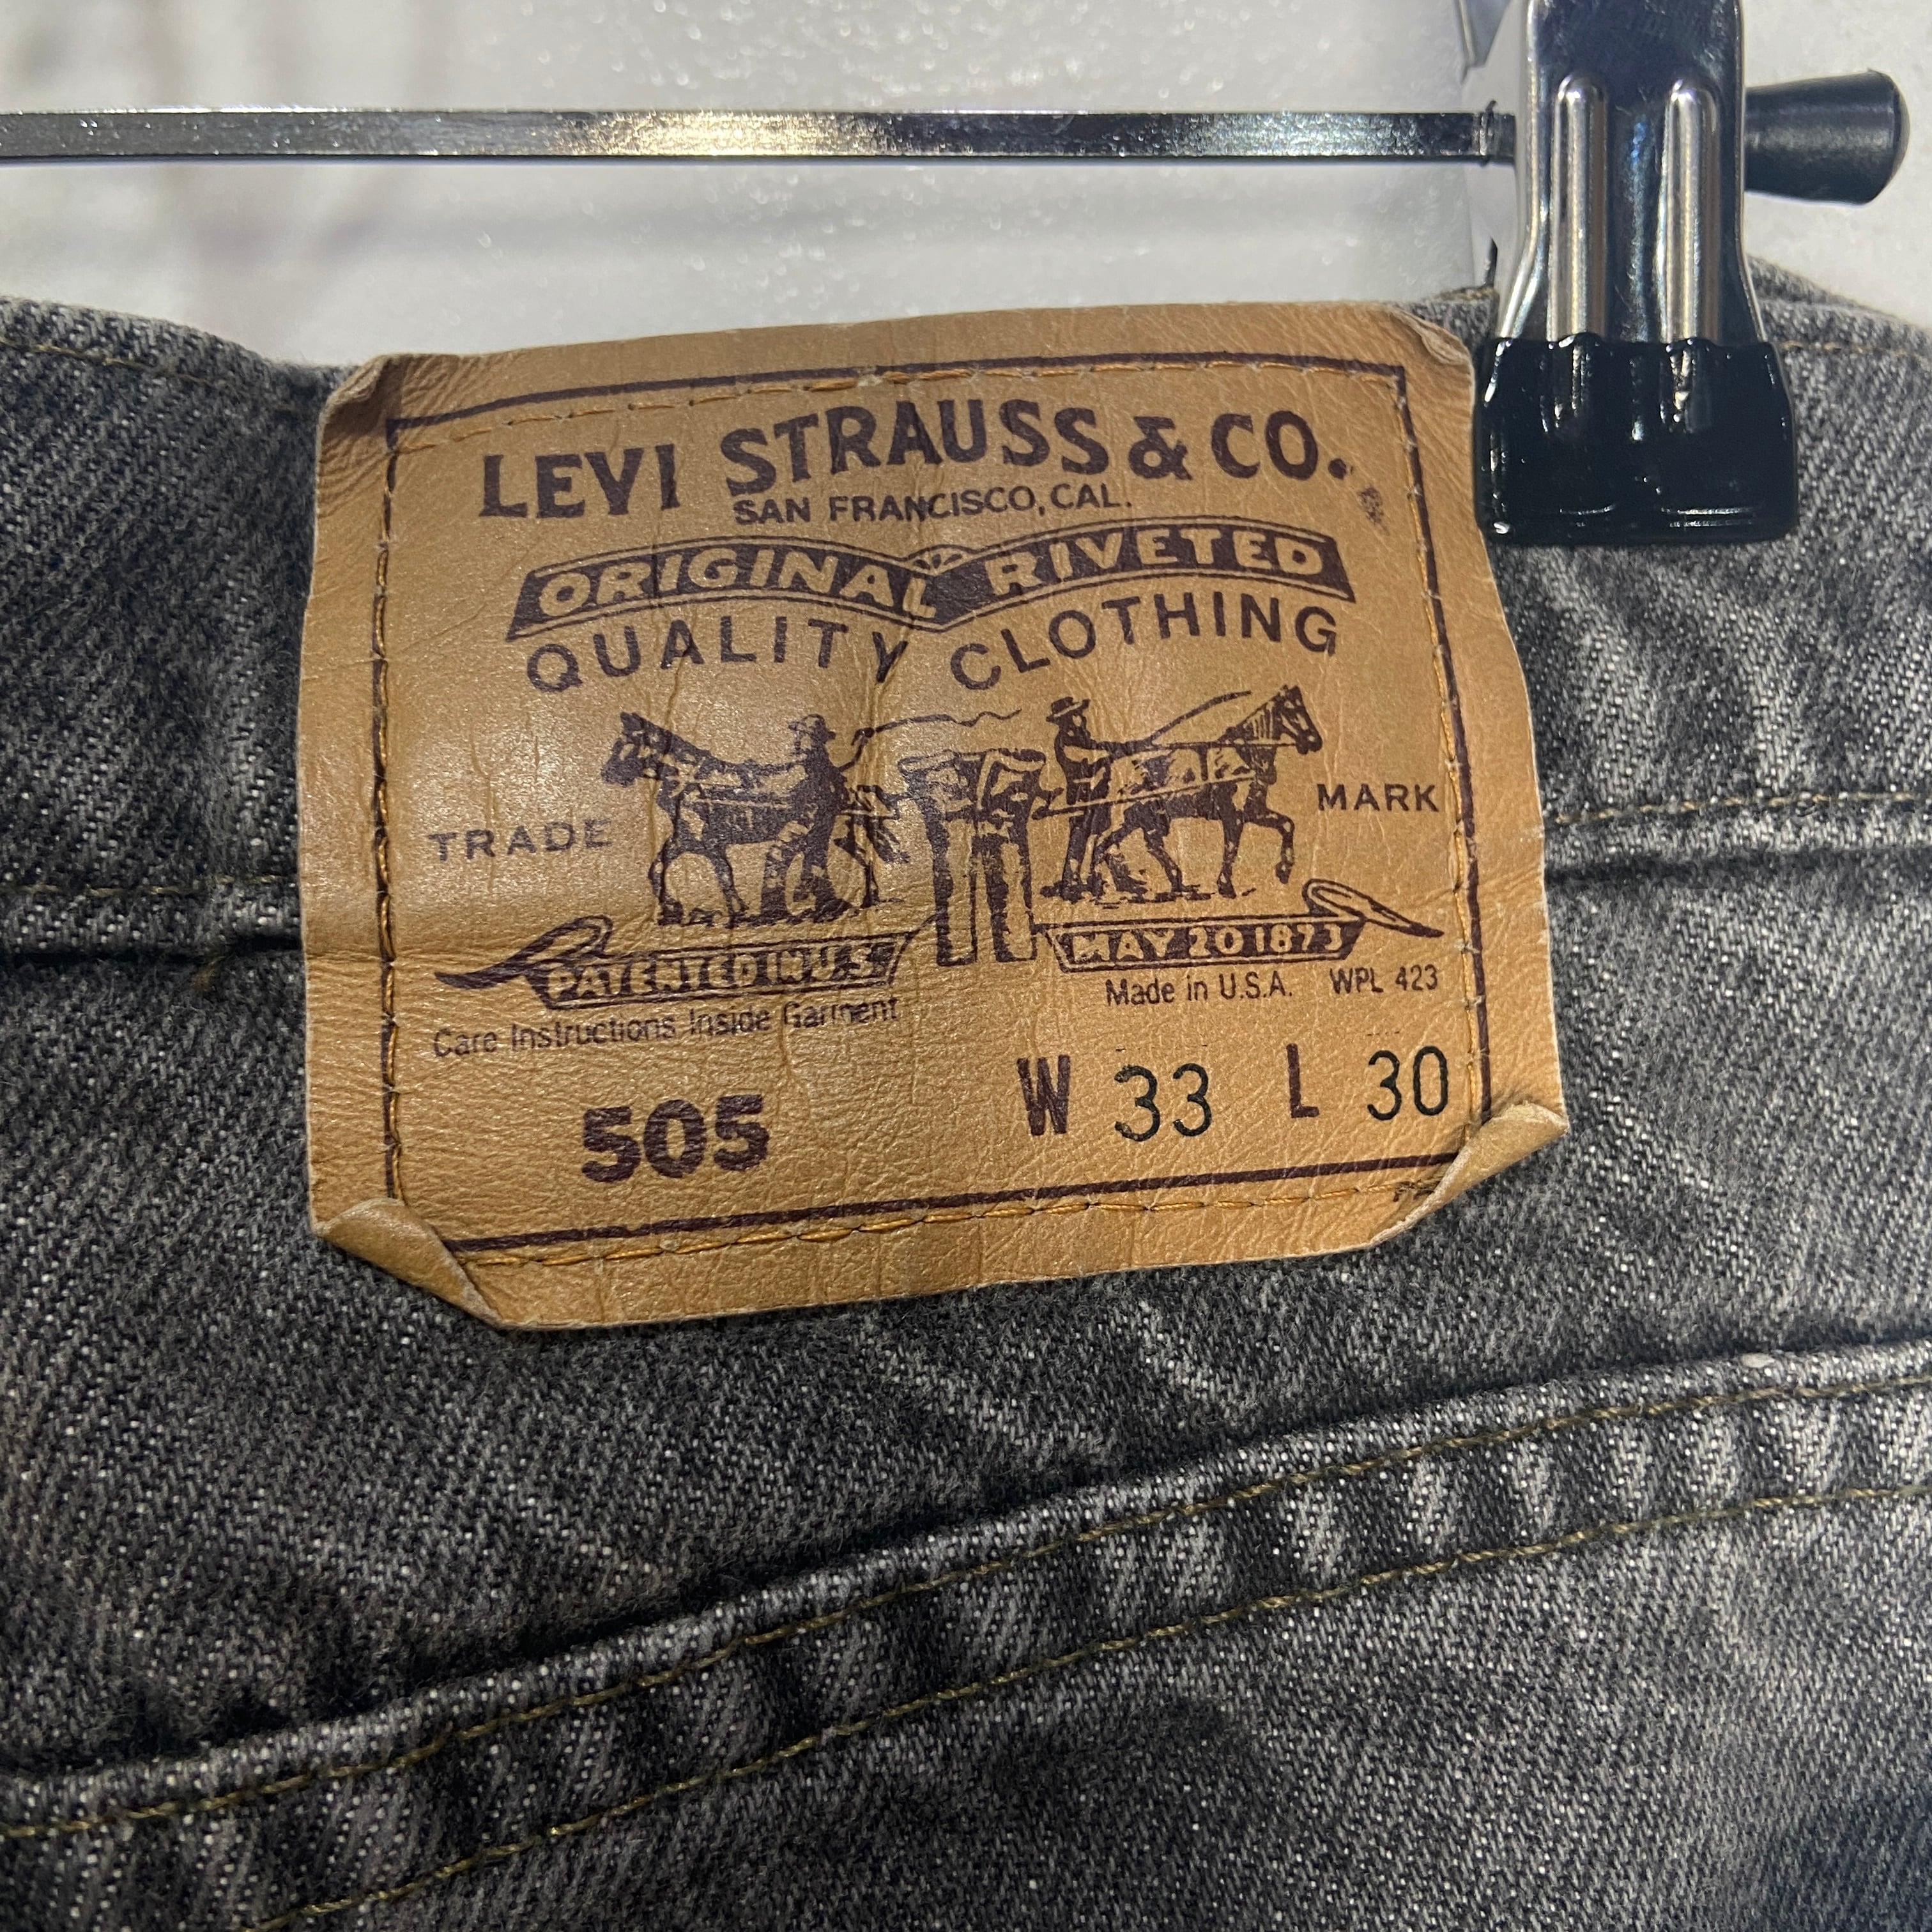 LEVI STRAUSS & CO.
SAN FRANCISCO, CAL.
ORIGINAL RIVETED
QUALITY CLOTHING
TRADE MARK
PATENTED IN U.S. MAY 20 1873
Made in U.S.A. WPL 423
Care Instructions Inside Garment
505 W 33 L 30